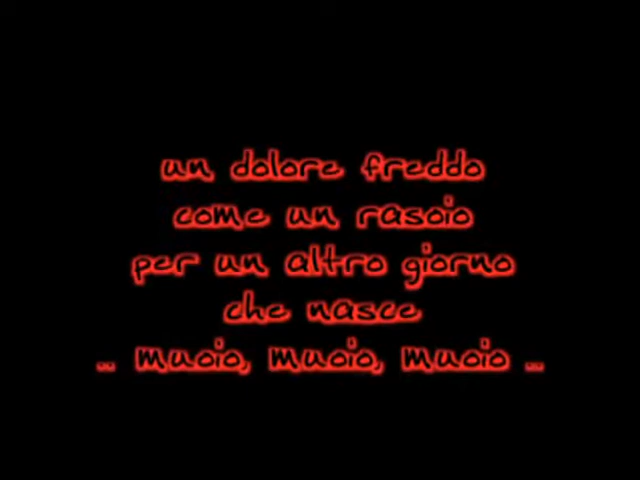 un dolore freddo
come un rasoio
per un altro giorno
che nasce
.. muoio, muoio, muoio ..